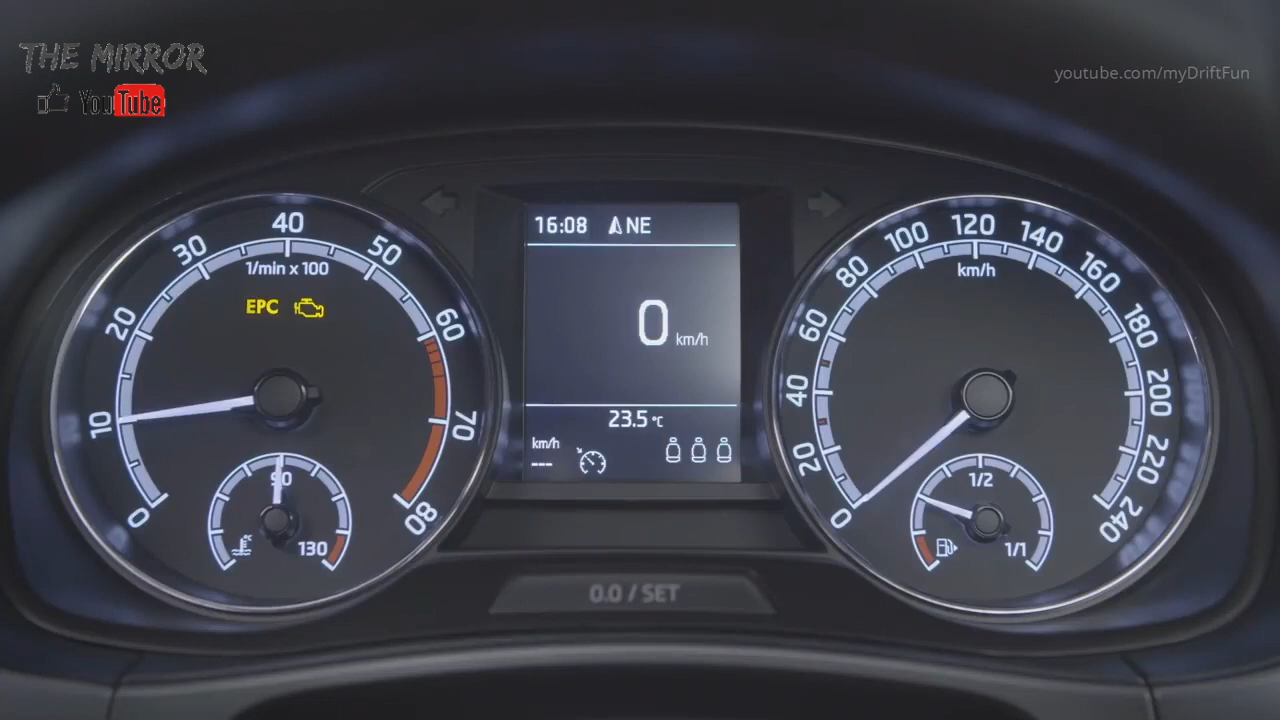 THE MIRROR
YouTube
youtube.com/myDriftFun
0
10
20
30
40
50
60
70
80
1/min x 100
EPC
90
130
°C
16:08 NE
0 km/h
23.5 °C
km/h
---
0
20
40
60
80
100
120
140
160
180
200
220
240
km/h
1/2
1/1
0.0 / SET